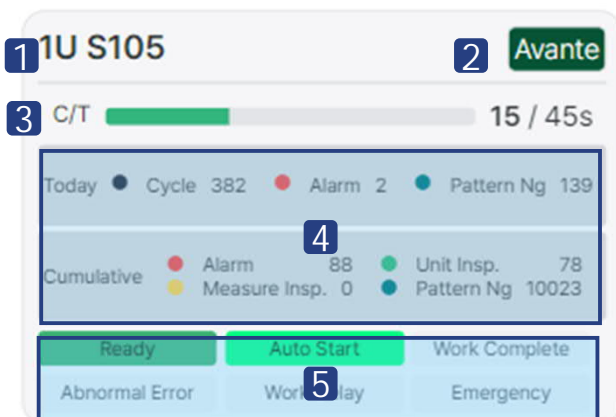 1 1U S105 2 Avante
3 C/T 15 / 45s
Today Cycle 382 Alarm 2 Pattern Ng 139
4
Cumulative Alarm 88 Unit Insp. 78
Measure Insp. 0 Pattern Ng 10023
Ready Auto Start Work Complete
Abnormal Error 5 Emergency